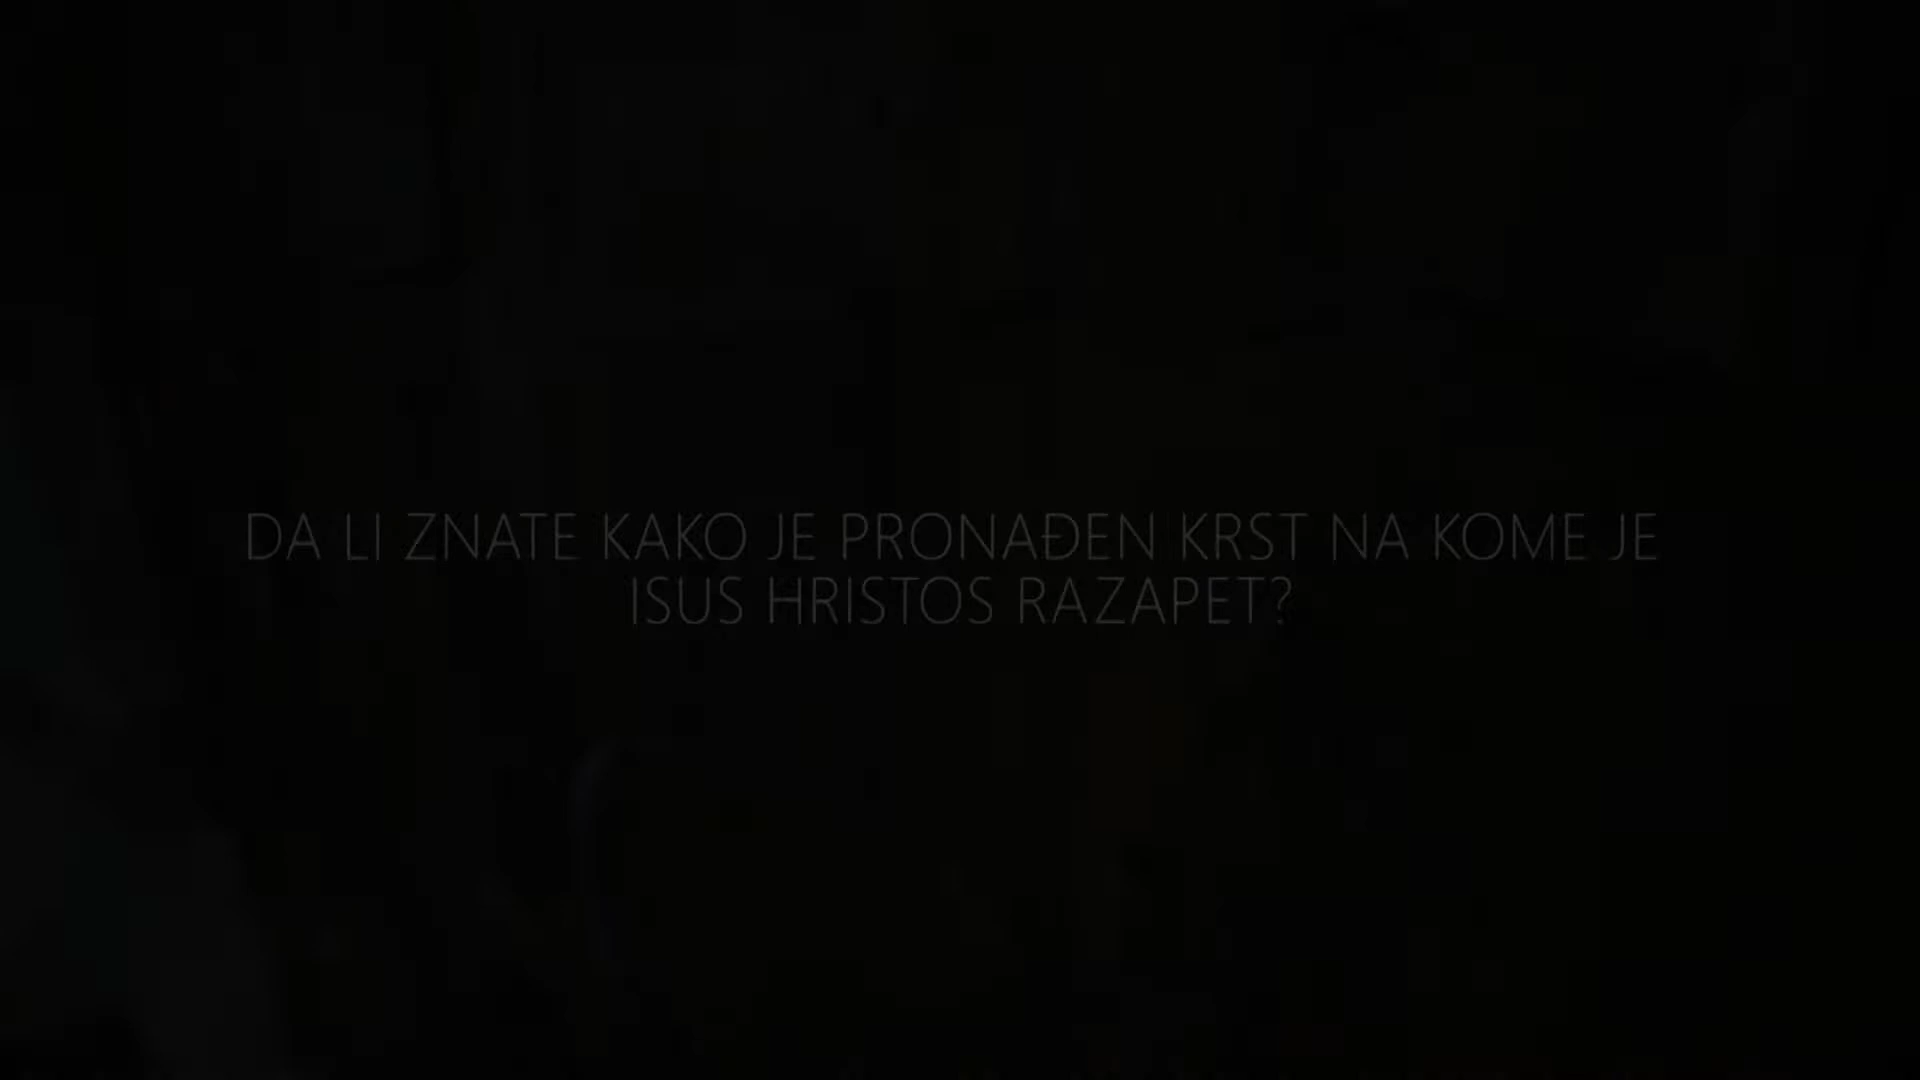 DA LI ZNATE KAKO JE PRONAĐEN KRST NA KOME JE
ISUS HRISTOS RAZAPET?